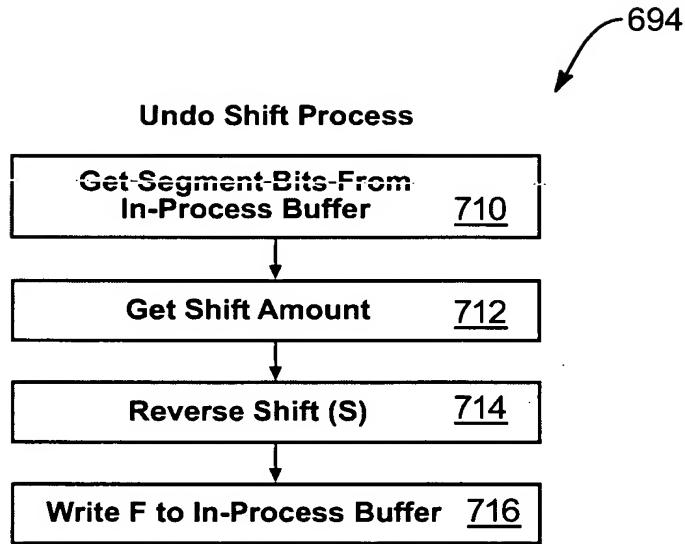 694
Undo Shift Process
Get Segment Bits From
In-Process Buffer 710
Get Shift Amount 712
Reverse Shift (S) 714
Write F to In-Process Buffer 716